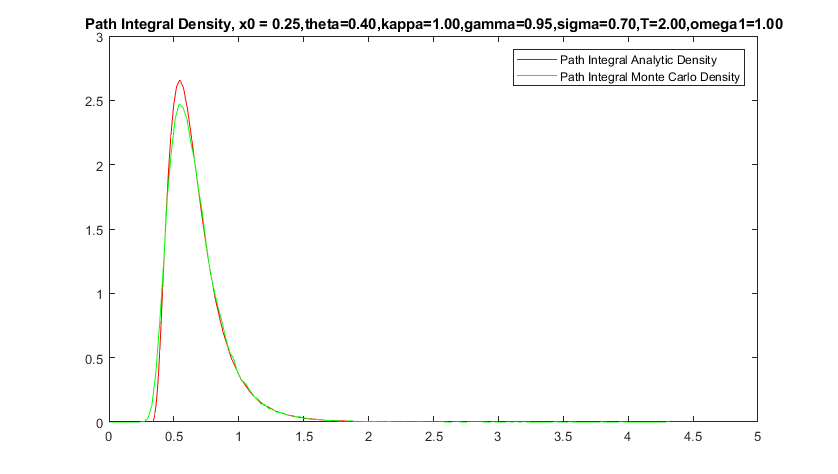 Path Integral Density, x0 = 0.25,theta=0.40,kappa=1.00,gamma=0.95,sigma=0.70,T=2.00,omega1=1.00
Path Integral Analytic Density
Path Integral Monte Carlo Density
3
2.5
2
1.5
1
0.5
0
0 0.5 1 1.5 2 2.5 3 3.5 4 4.5 5